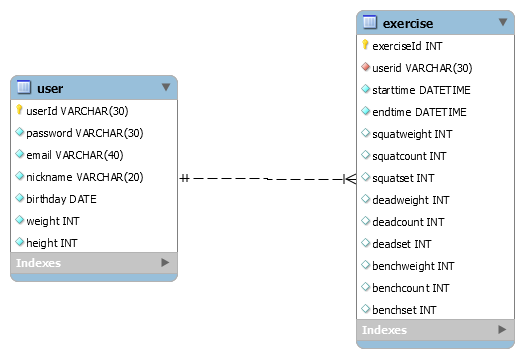 user
userId VARCHAR(30)
password VARCHAR(30)
email VARCHAR(40)
nickname VARCHAR(20)
birthday DATE
weight INT
height INT
Indexes
exercise
exerciseId INT
userid VARCHAR(30)
starttime DATETIME
endtime DATETIME
squatweight INT
squatcount INT
squatset INT
deadweight INT
deadcount INT
deadset INT
benchweight INT
benchcount INT
benchset INT
Indexes